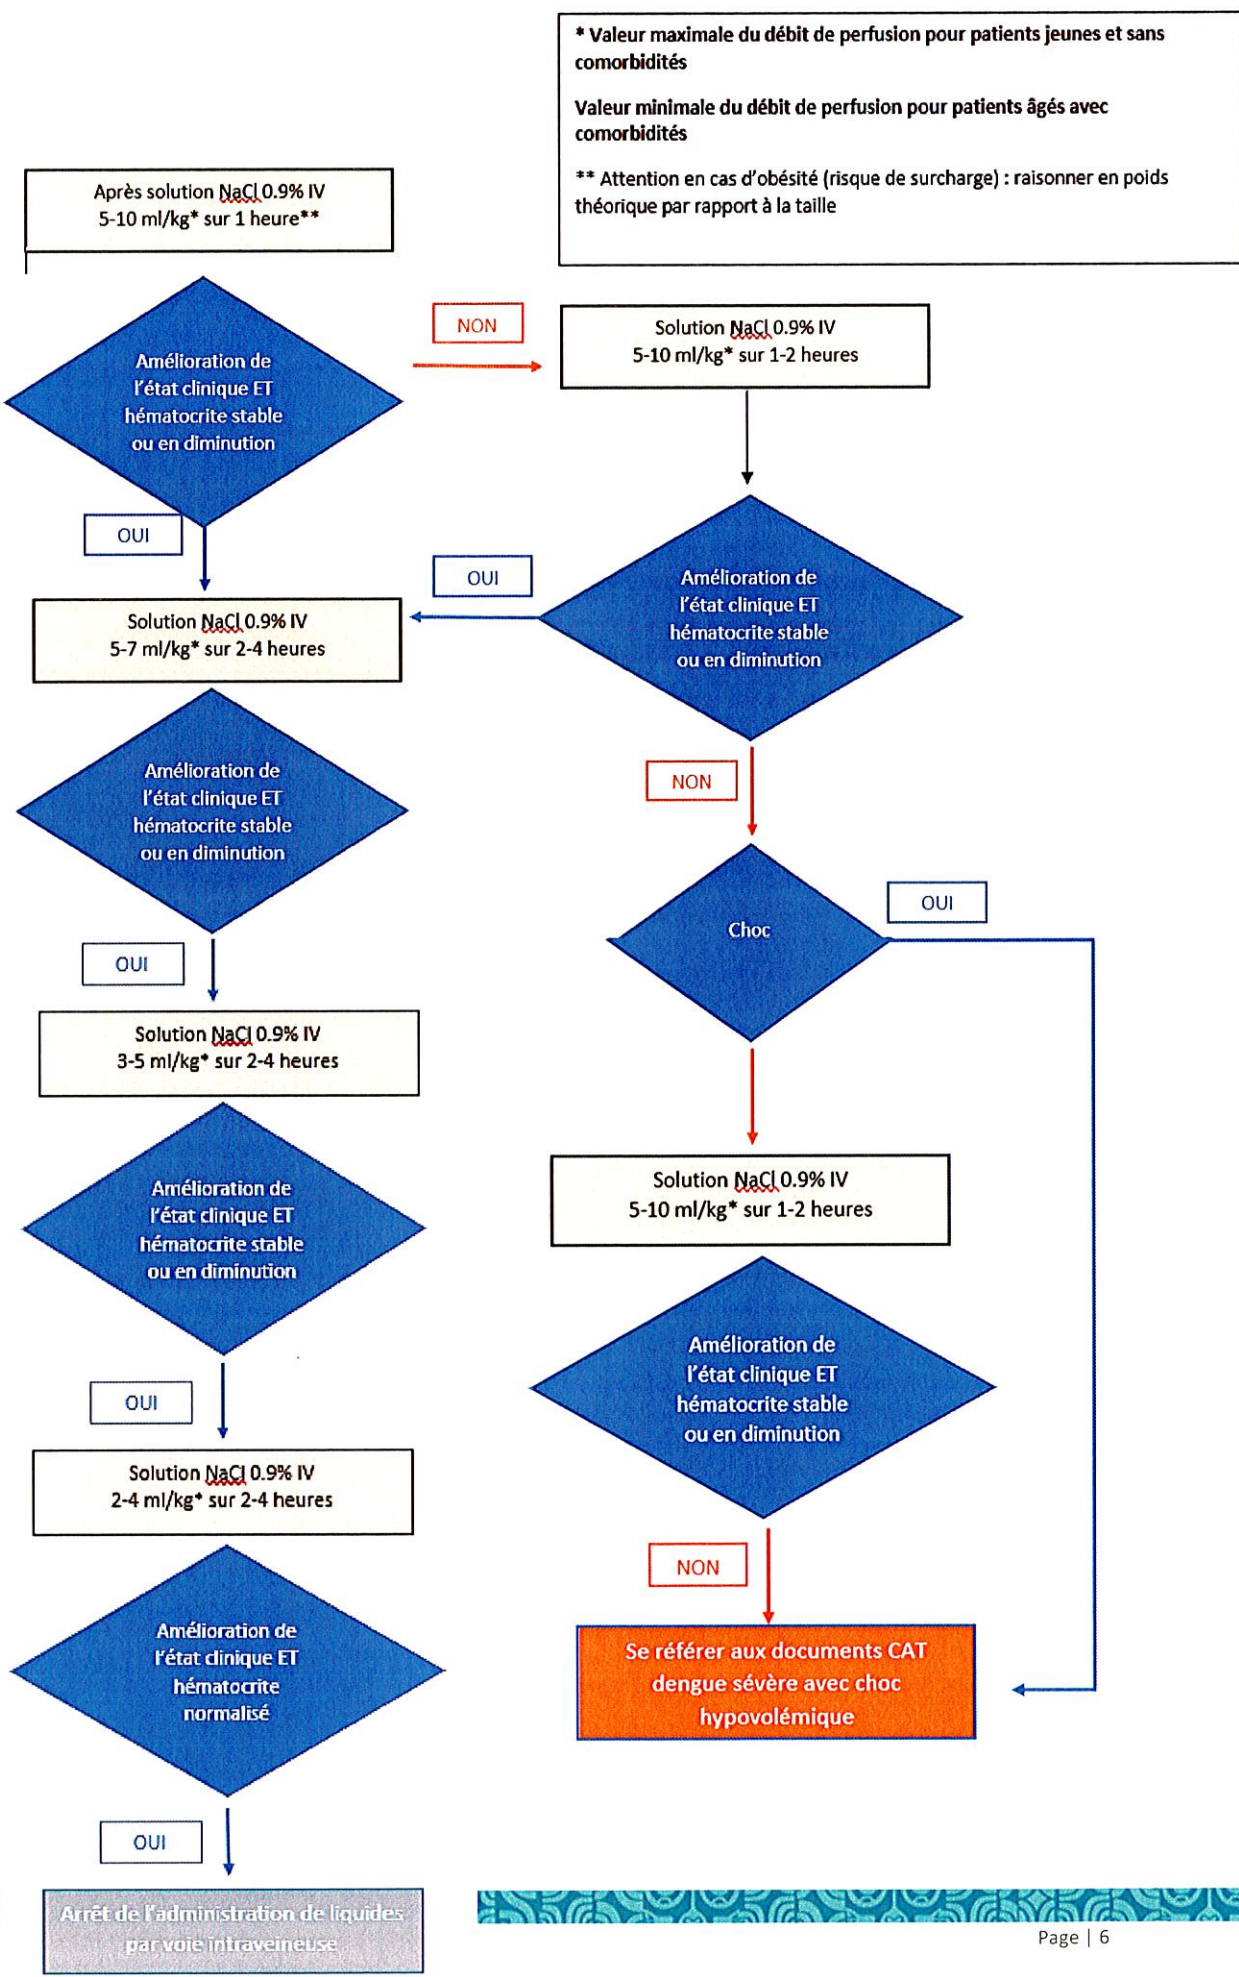 * Valeur maximale du débit de perfusion pour patients jeunes et sans
comorbidités
Valeur minimale du débit de perfusion pour patients âgés avec
comorbidités
** Attention en cas d'obésité (risque de surcharge) : raisonner en poids
théorique par rapport à la taille
Après solution NaCl 0.9% IV
5-10 ml/kg* sur 1 heure**
Amélioration de
l'état clinique ET
hématocrite stable
ou en diminution
NON
Solution NaCl 0.9% IV
5-10 ml/kg* sur 1-2 heures
OUI
Solution NaCl 0.9% IV
5-7 ml/kg* sur 2-4 heures
OUI
Amélioration de
l'état clinique ET
hématocrite stable
ou en diminution
Amélioration de
l'état clinique ET
hématocrite stable
ou en diminution
NON
Choc
OUI
OUI
Solution NaCl 0.9% IV
3-5 ml/kg* sur 2-4 heures
Solution NaCl 0.9% IV
5-10 ml/kg* sur 1-2 heures
Amélioration de
l'état clinique ET
hématocrite stable
ou en diminution
Amélioration de
l'état clinique ET
hématocrite stable
ou en diminution
OUI
Solution NaCl 0.9% IV
2-4 ml/kg* sur 2-4 heures
NON
Se référer aux documents CAT
dengue sévère avec choc
hypovolémique
Amélioration de
l'état clinique ET
hématocrite
normalisé
OUI
Arrêt de l'administration de liquides
par voie intraveineuse
Page | 6